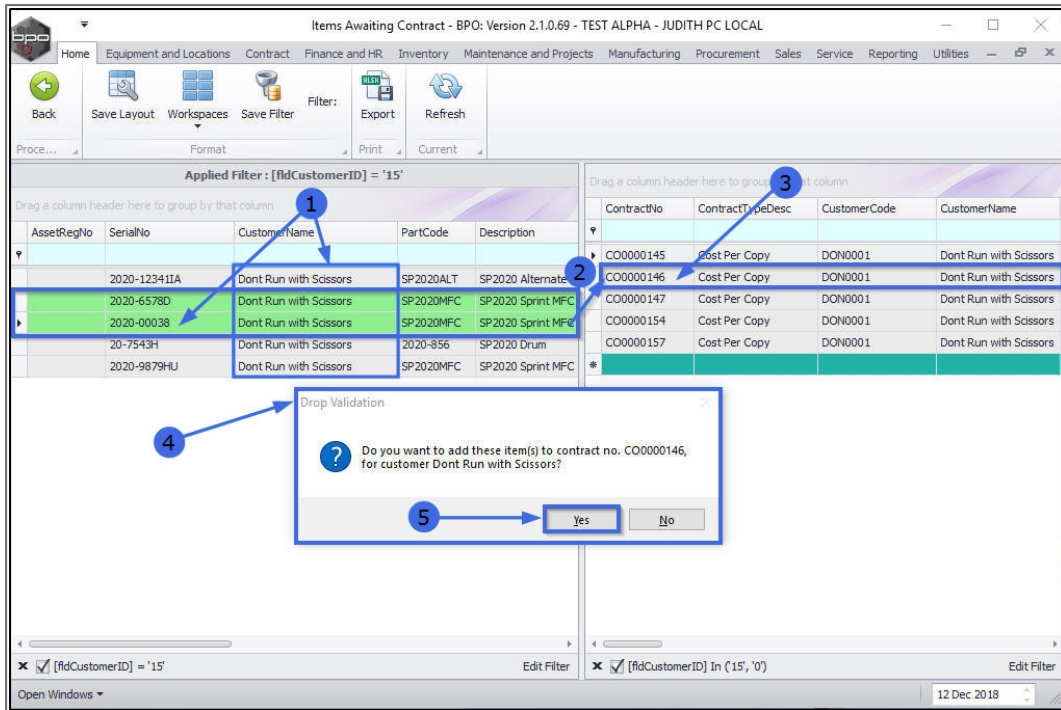 bpo
Items Awaiting Contract - BPO: Version 2.1.0.69 - TEST ALPHA - JUDITH PC LOCAL
Home Equipment and Locations Contract Finance and HR Inventory Maintenance and Projects Manufacturing Procurement Sales Service Reporting Utilities
Back Save Layout Workspaces Save Filter Filter: Export Refresh
Proce... Format Print Current
Applied Filter : [fldCustomerID] = '15'
Drag a column header here to group by that column
1
AssetRegNo SerialNo CustomerName PartCode Description
2020-12341IA Dont Run with Scissors SP2020ALT SP2020 Alternate
2020-6578D Dont Run with Scissors SP2020MFC SP2020 Sprint MFC
2020-00038 Dont Run with Scissors SP2020MFC SP2020 Sprint MFC
20-7543H Dont Run with Scissors 2020-856 SP2020 Drum
2020-9879HU Dont Run with Scissors SP2020MFC SP2020 Sprint MFC
2
Drag a column header here to group by that column
3
ContractNo ContractTypeDesc CustomerCode CustomerName
CO0000145 Cost Per Copy DON0001 Dont Run with Scissors
CO0000146 Cost Per Copy DON0001 Dont Run with Scissors
CO0000147 Cost Per Copy DON0001 Dont Run with Scissors
CO0000154 Cost Per Copy DON0001 Dont Run with Scissors
CO0000157 Cost Per Copy DON0001 Dont Run with Scissors
4
Drop Validation
Do you want to add these item(s) to contract no. CO0000146,
for customer Dont Run with Scissors?
5
Yes No
[fldCustomerID] = '15' Edit Filter
[fldCustomerID] In ('15', '0') Edit Filter
Open Windows 12 Dec 2018